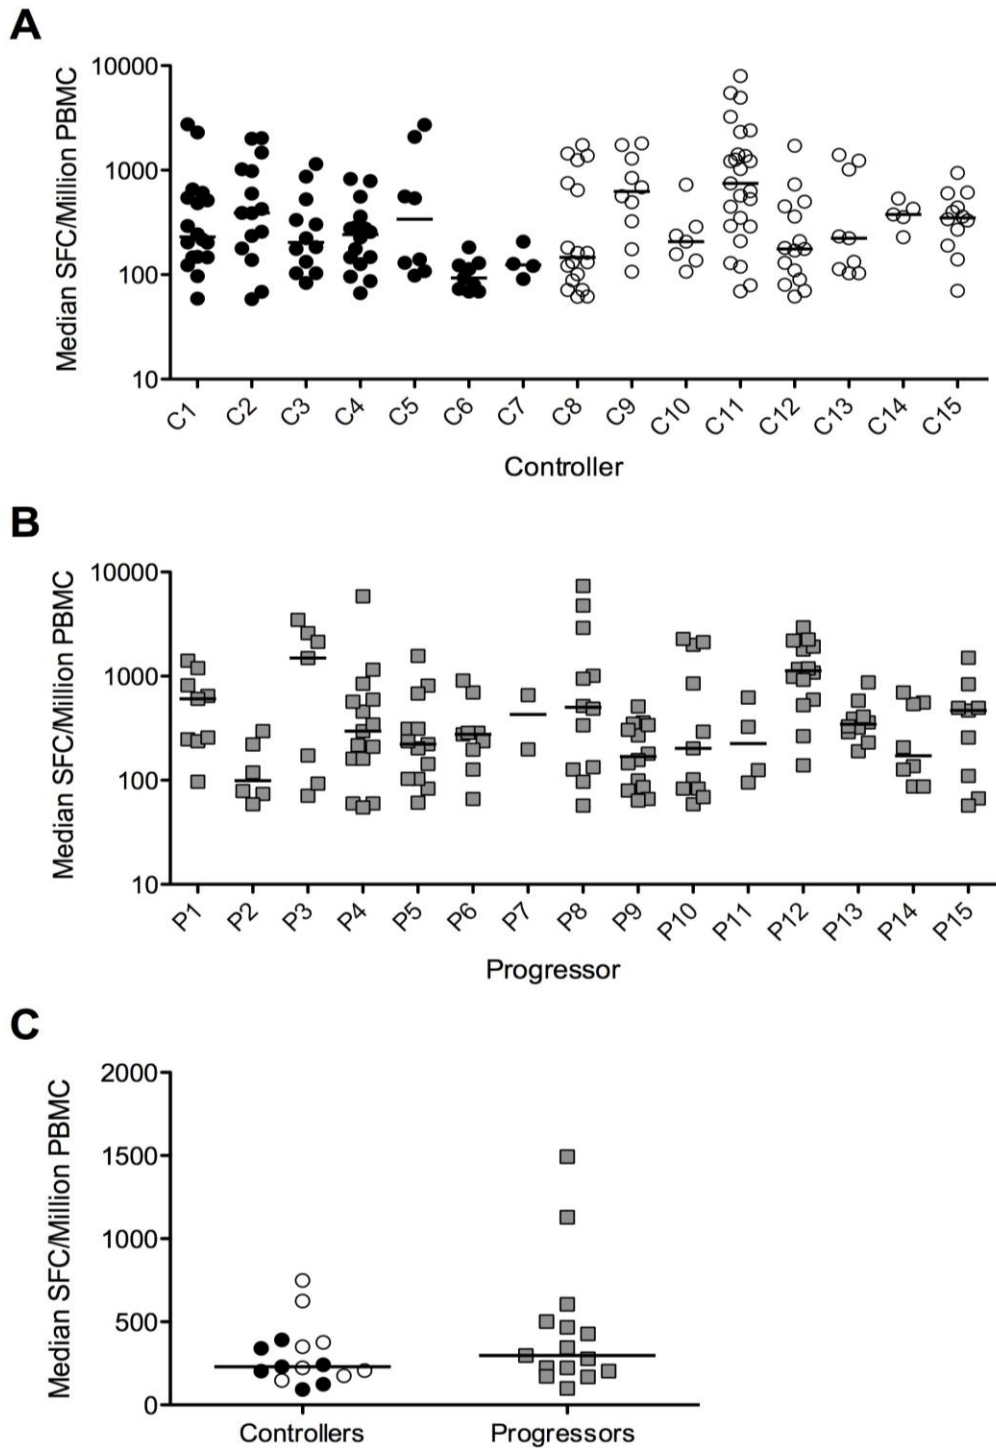 A
Median SFC/Million PBMC
10000
1000
100
10
C1 C2 C3 C4 C5 C6 C7 C8 C9 C10 C11 C12 C13 C14 C15
Controller
B
Median SFC/Million PBMC
10000
1000
100
10
P1 P2 P3 P4 P5 P6 P7 P8 P9 P10 P11 P12 P13 P14 P15
Progressor
C
Median SFC/Million PBMC
2000
1500
1000
500
0
Controllers Progressors